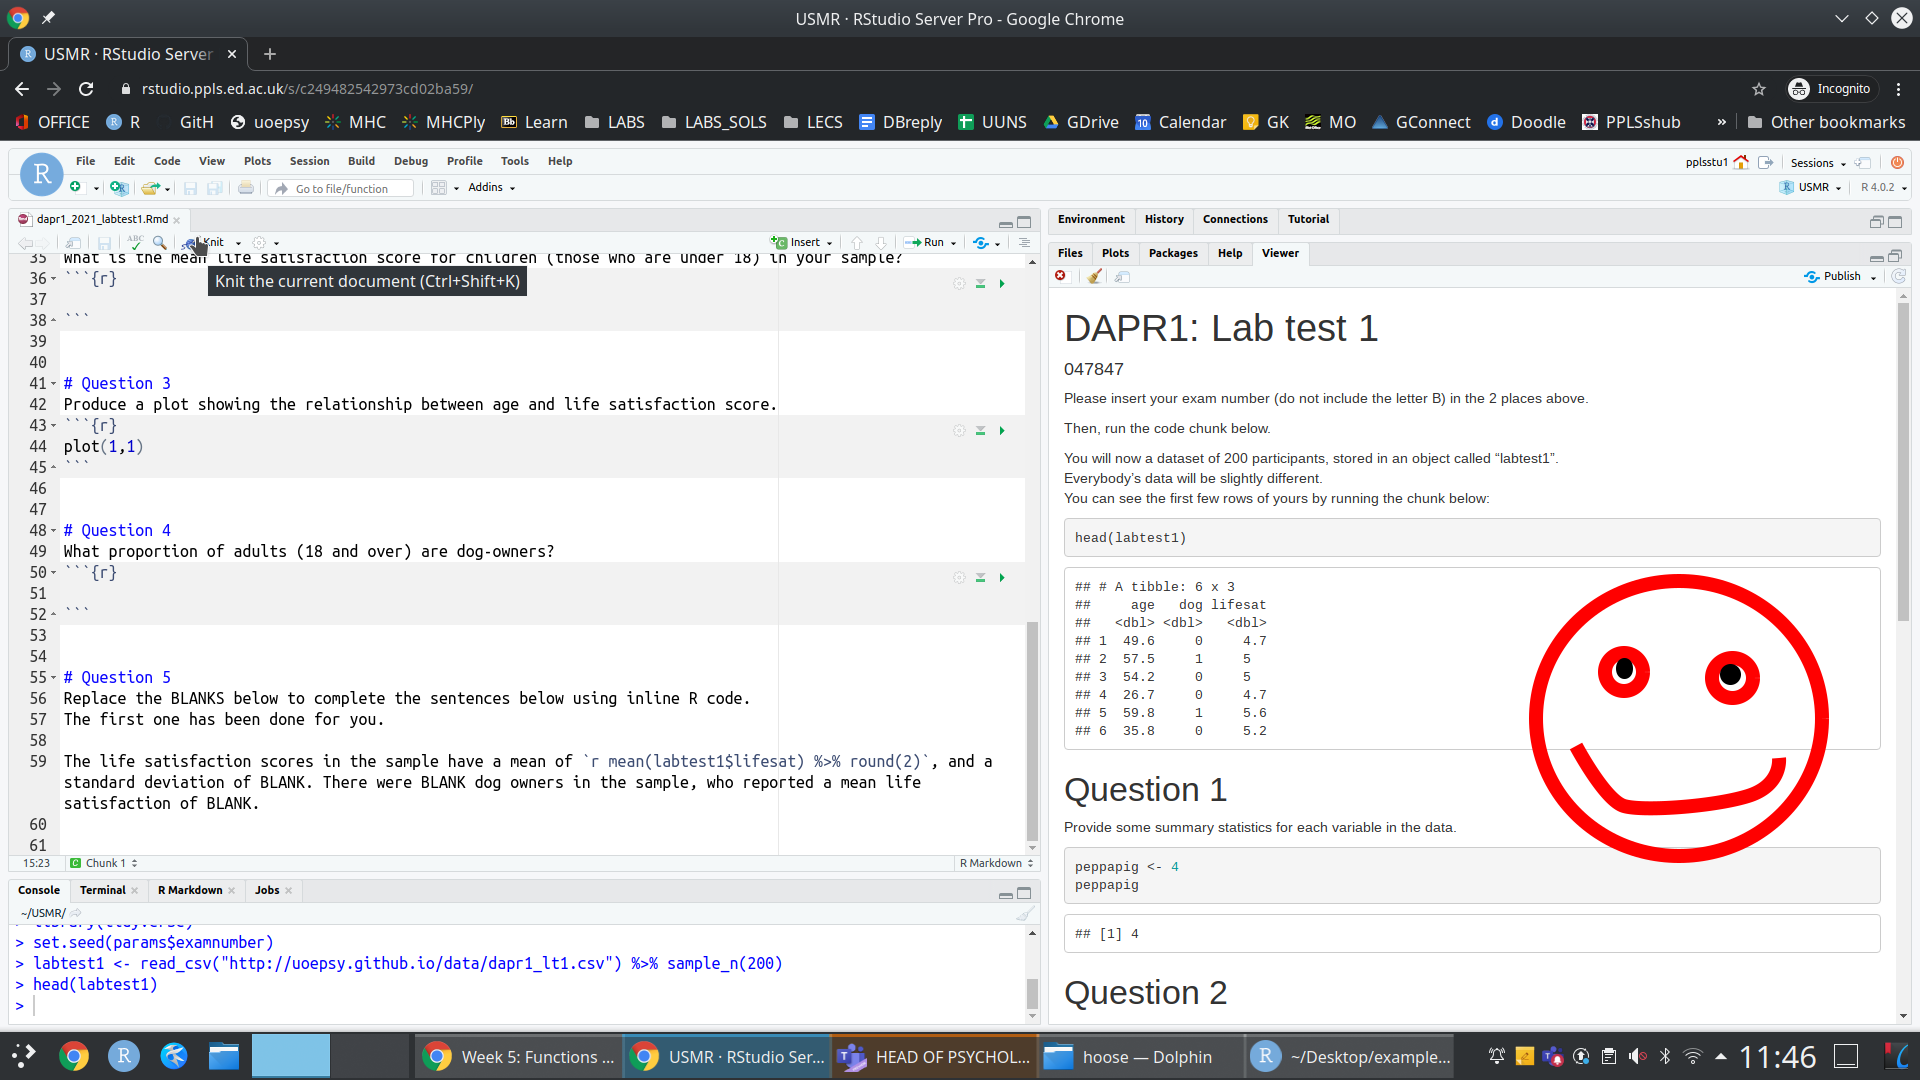 USMR · RStudio Server Pro - Google Chrome
USMR · RStudio Server
rstudio.ppls.ed.ac.uk/s/c249482542973cd02ba59/
Incognito
OFFICE R GitH uoepsy MHC MHCPly Learn LABS LABS_SOLS LECS DBreply UUNS GDrive Calendar GK MO GConnect Doodle PPLSshub » Other bookmarks
File Edit Code View Plots Session Build Debug Profile Tools Help
pplsstu1 Sessions
Go to file/function Addins
USMR R 4.0.2
dapr1_2021_labtest1.Rmd
Knit Insert Run
Knit the current document (Ctrl+Shift+K)
35 What is the mean life satisfaction score for children (those who are under 18) in your sample?
36 ```{r}
37
38 ```
39
40
41 # Question 3
42 Produce a plot showing the relationship between age and life satisfaction score.
43 ```{r}
44 plot(1,1)
45 ```
46
47
48 # Question 4
49 What proportion of adults (18 and over) are dog-owners?
50 ```{r}
51
52 ```
53
54
55 # Question 5
56 Replace the BLANKS below to complete the sentences below using inline R code.
57 The first one has been done for you.
58
59 The life satisfaction scores in the sample have a mean of `r mean(labtest1$lifesat) %>% round(2)`, and a
standard deviation of BLANK. There were BLANK dog owners in the sample, who reported a mean life
satisfaction of BLANK.
60
61
15:23 Chunk 1 R Markdown
Console Terminal R Markdown Jobs
~/USMR/
> set.seed(params$examnumber)
> labtest1 <- read_csv("http://uoepsy.github.io/data/dapr1_lt1.csv") %>% sample_n(200)
> head(labtest1)
>
Environment History Connections Tutorial
Files Plots Packages Help Viewer
Publish
DAPR1: Lab test 1
047847
Please insert your exam number (do not include the letter B) in the 2 places above.
Then, run the code chunk below.
You will now a dataset of 200 participants, stored in an object called “labtest1”.
Everybody’s data will be slightly different.
You can see the first few rows of yours by running the chunk below:
head(labtest1)
## # A tibble: 6 x 3
## age dog lifesat
## <dbl> <dbl> <dbl>
## 1 49.6 0 4.7
## 2 57.5 1 5
## 3 54.2 0 5
## 4 26.7 0 4.7
## 5 59.8 1 5.6
## 6 35.8 0 5.2
Question 1
Provide some summary statistics for each variable in the data.
peppapig <- 4
peppapig
## [1] 4
Question 2
Week 5: Functions ... USMR · RStudio Ser... HEAD OF PSYCHOL... hoose — Dolphin ~/Desktop/example... 11:46